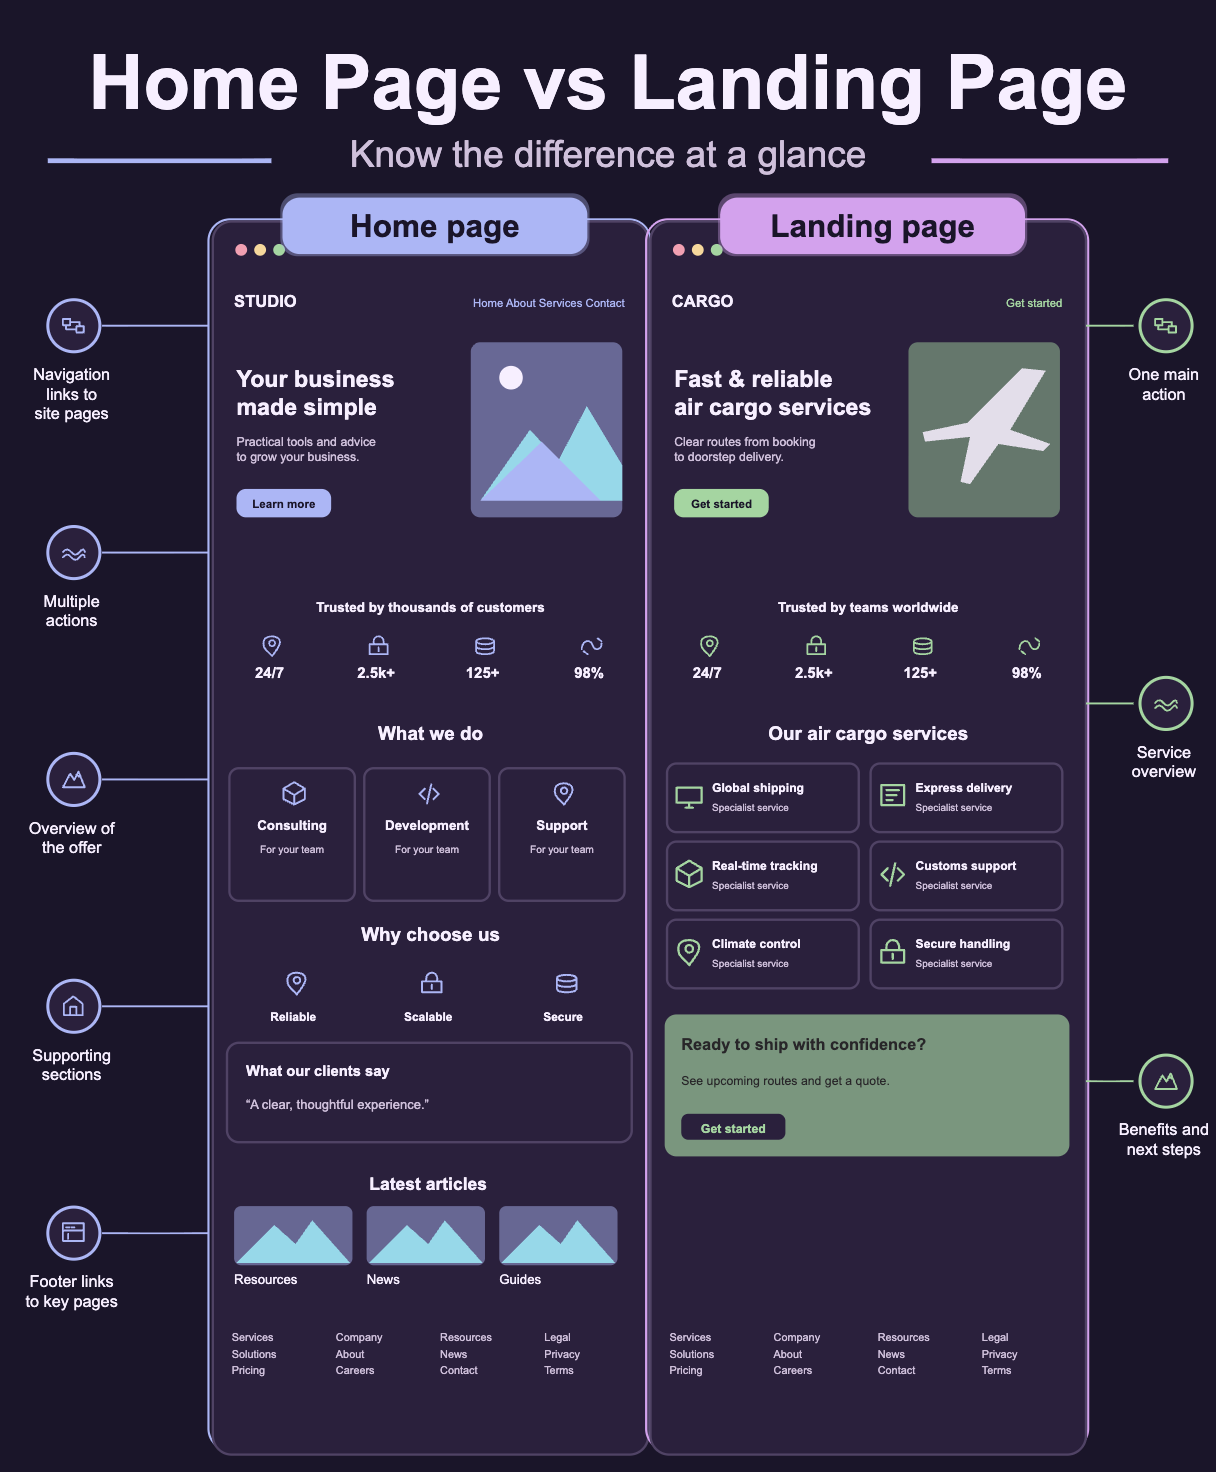 Home Page vs Landing Page
Know the difference at a glance
Home page
STUDIO
Home About Services Contact
Your business
made simple
Practical tools and advice
to grow your business.
Learn more
Trusted by thousands of customers
24/7
2.5k+
125+
98%
What we do
Consulting
For your team
Development
For your team
Support
For your team
Why choose us
Reliable
Scalable
Secure
What our clients say
“A clear, thoughtful experience.”
Latest articles
Resources
News
Guides
Services
Solutions
Pricing
Company
About
Careers
Resources
News
Contact
Legal
Privacy
Terms
Navigation
links to
site pages
Multiple
actions
Overview of
the offer
Supporting
sections
Footer links
to key pages
Landing page
CARGO
Get started
Fast & reliable
air cargo services
Clear routes from booking
to doorstep delivery.
Get started
Trusted by teams worldwide
24/7
2.5k+
125+
98%
Our air cargo services
Global shipping
Specialist service
Express delivery
Specialist service
Real-time tracking
Specialist service
Customs support
Specialist service
Climate control
Specialist service
Secure handling
Specialist service
Ready to ship with confidence?
See upcoming routes and get a quote.
Get started
Services
Solutions
Pricing
Company
About
Careers
Resources
News
Contact
Legal
Privacy
Terms
One main
action
Service
overview
Benefits and
next steps